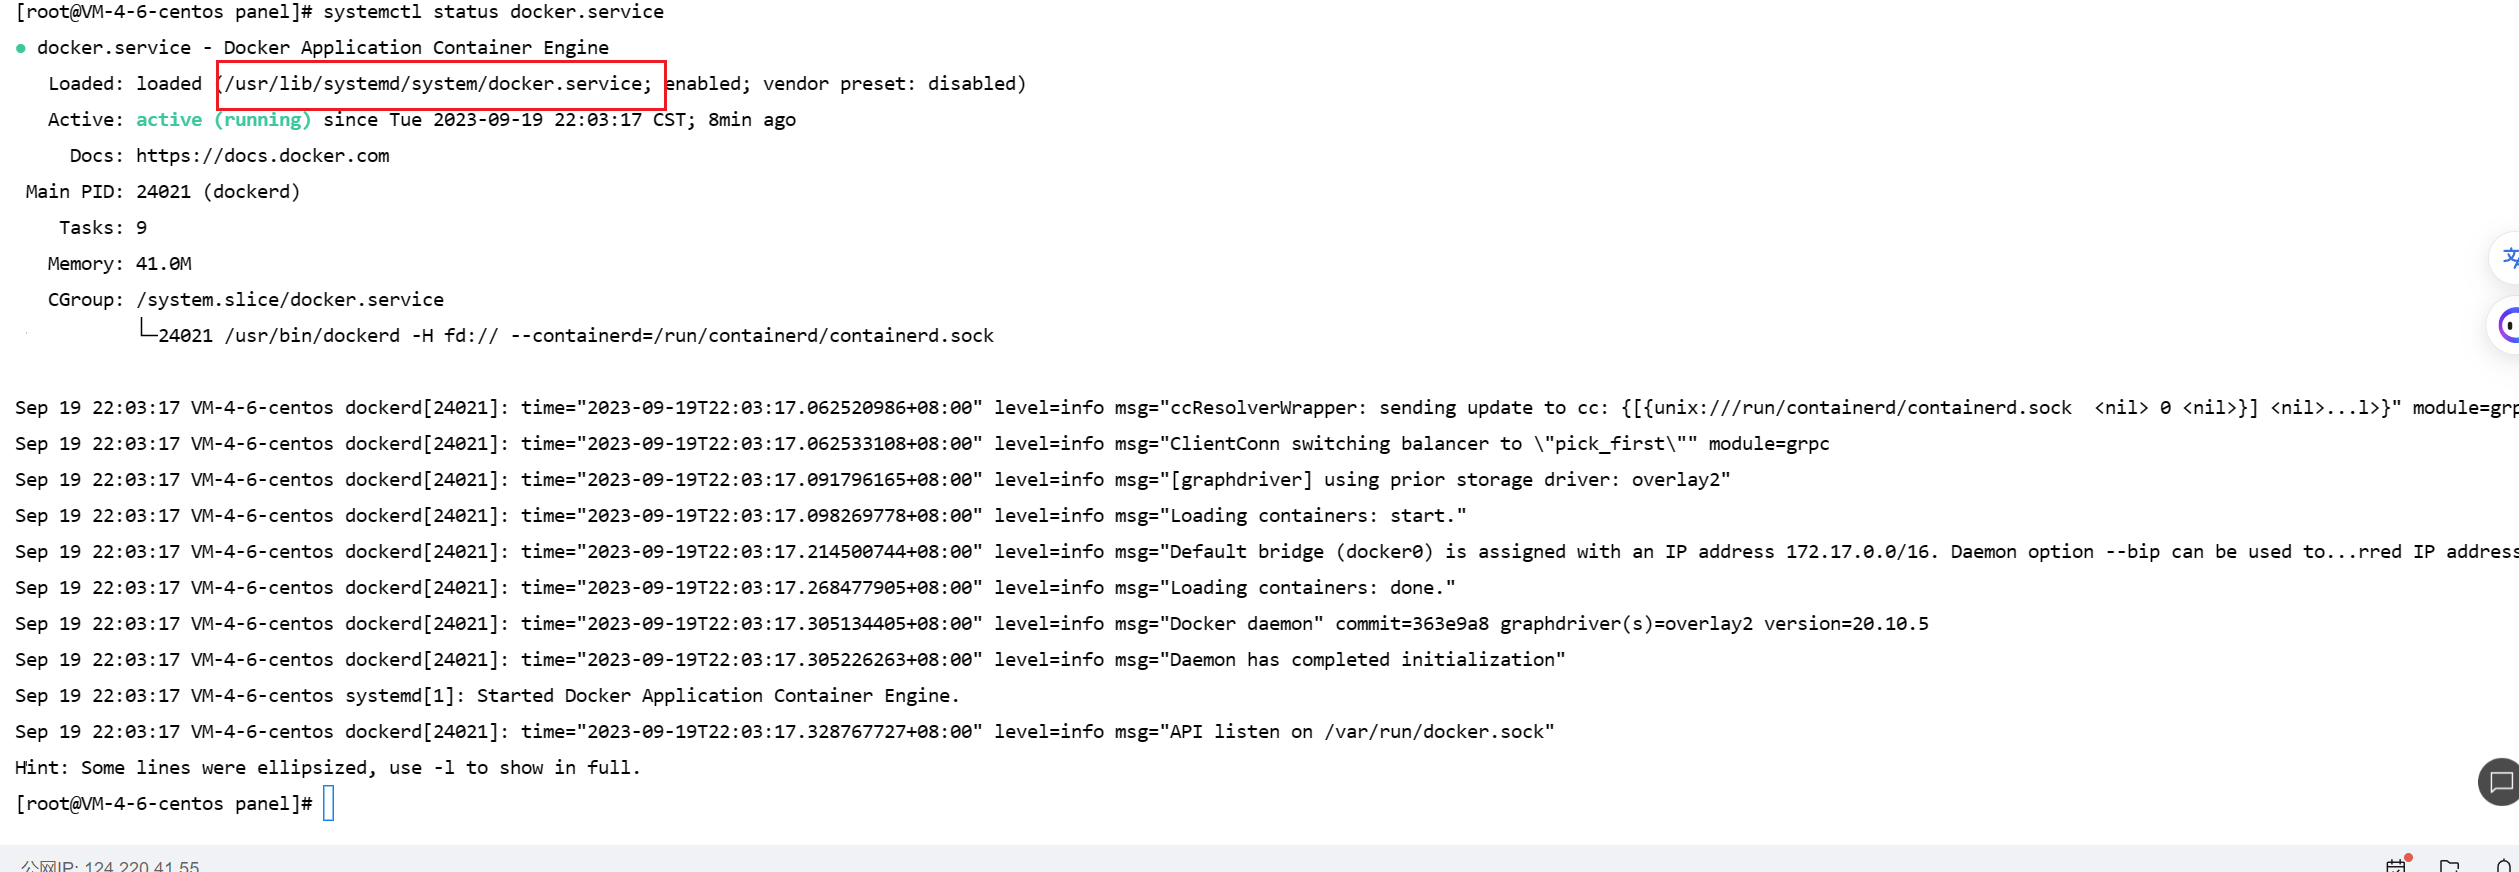 [root@VM-4-6-centos panel]# systemctl status docker.service
● docker.service - Docker Application Container Engine
Loaded: loaded (/usr/lib/systemd/system/docker.service; enabled; vendor preset: disabled)
Active: active (running) since Tue 2023-09-19 22:03:17 CST; 8min ago
Docs: https://docs.docker.com
Main PID: 24021 (dockerd)
Tasks: 9
Memory: 41.0M
CGroup: /system.slice/docker.service
└─24021 /usr/bin/dockerd -H fd:// --containerd=/run/containerd/containerd.sock
Sep 19 22:03:17 VM-4-6-centos dockerd[24021]: time="2023-09-19T22:03:17.062520986+08:00" level=info msg="ccResolverWrapper: sending update to cc: {[{unix:///run/containerd/containerd.sock  <nil> 0 <nil>}] <nil>...l>}" module=grp
Sep 19 22:03:17 VM-4-6-centos dockerd[24021]: time="2023-09-19T22:03:17.062533108+08:00" level=info msg="ClientConn switching balancer to \"pick_first\"" module=grpc
Sep 19 22:03:17 VM-4-6-centos dockerd[24021]: time="2023-09-19T22:03:17.091796165+08:00" level=info msg="[graphdriver] using prior storage driver: overlay2"
Sep 19 22:03:17 VM-4-6-centos dockerd[24021]: time="2023-09-19T22:03:17.098269778+08:00" level=info msg="Loading containers: start."
Sep 19 22:03:17 VM-4-6-centos dockerd[24021]: time="2023-09-19T22:03:17.214500744+08:00" level=info msg="Default bridge (docker0) is assigned with an IP address 172.17.0.0/16. Daemon option --bip can be used to...rred IP address
Sep 19 22:03:17 VM-4-6-centos dockerd[24021]: time="2023-09-19T22:03:17.268477905+08:00" level=info msg="Loading containers: done."
Sep 19 22:03:17 VM-4-6-centos dockerd[24021]: time="2023-09-19T22:03:17.305134405+08:00" level=info msg="Docker daemon" commit=363e9a8 graphdriver(s)=overlay2 version=20.10.5
Sep 19 22:03:17 VM-4-6-centos dockerd[24021]: time="2023-09-19T22:03:17.305226263+08:00" level=info msg="Daemon has completed initialization"
Sep 19 22:03:17 VM-4-6-centos systemd[1]: Started Docker Application Container Engine.
Sep 19 22:03:17 VM-4-6-centos dockerd[24021]: time="2023-09-19T22:03:17.328767727+08:00" level=info msg="API listen on /var/run/docker.sock"
Hint: Some lines were ellipsized, use -l to show in full.
[root@VM-4-6-centos panel]#
公网IP: 124.220.41.55